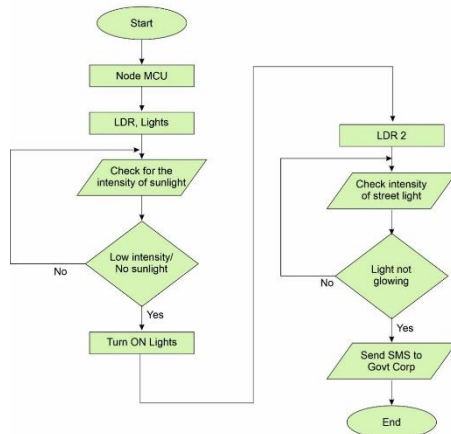 Start
Node MCU
LDR, Lights
Check for the
intensity of sunlight
Low intensity/
No sunlight
No
Yes
Turn ON Lights
LDR 2
Check intensity
of street light
Light not
glowing
No
Yes
Send SMS to
Govt Corp
End